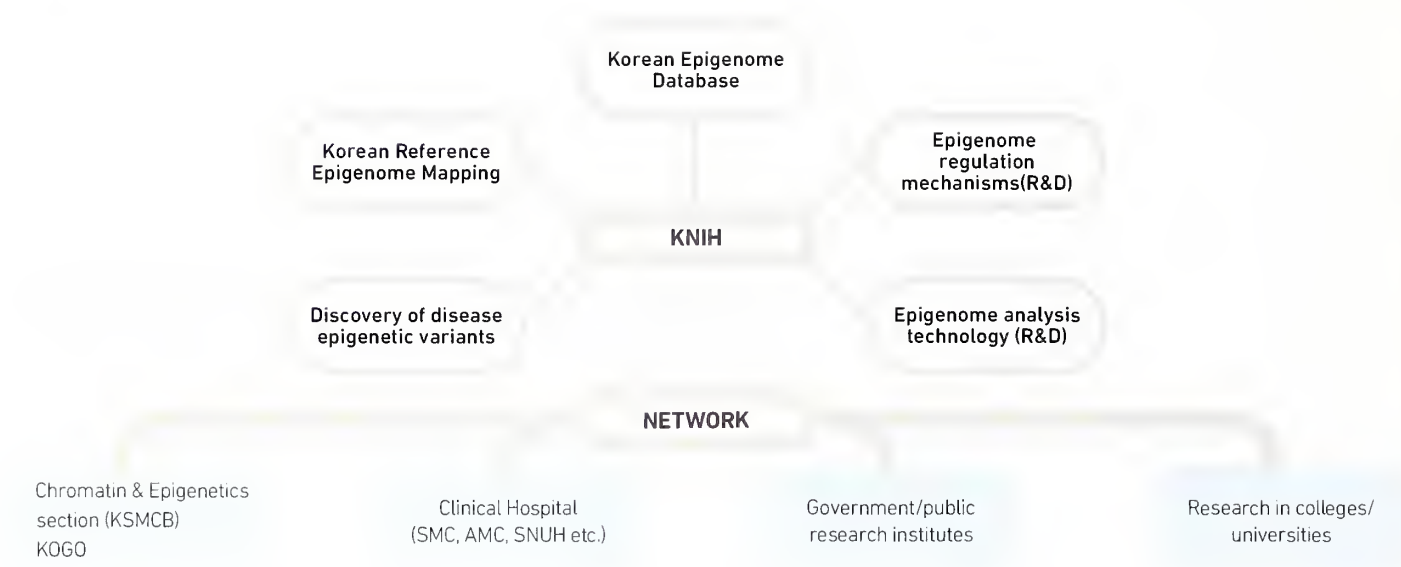 Korean Epigenome
Database
Korean Reference
Epigenome Mapping
Epigenome
regulation
mechanisms(R&D)
KNIH
Discovery of disease
epigenetic variants
Epigenome analysis
technology (R&D)
NETWORK
Chromatin & Epigenetics
section (KSMCB)
KOGO
Clinical Hospital
(SMC, AMC, SNUH etc.)
Government/public
research institutes
Research in colleges/
universities